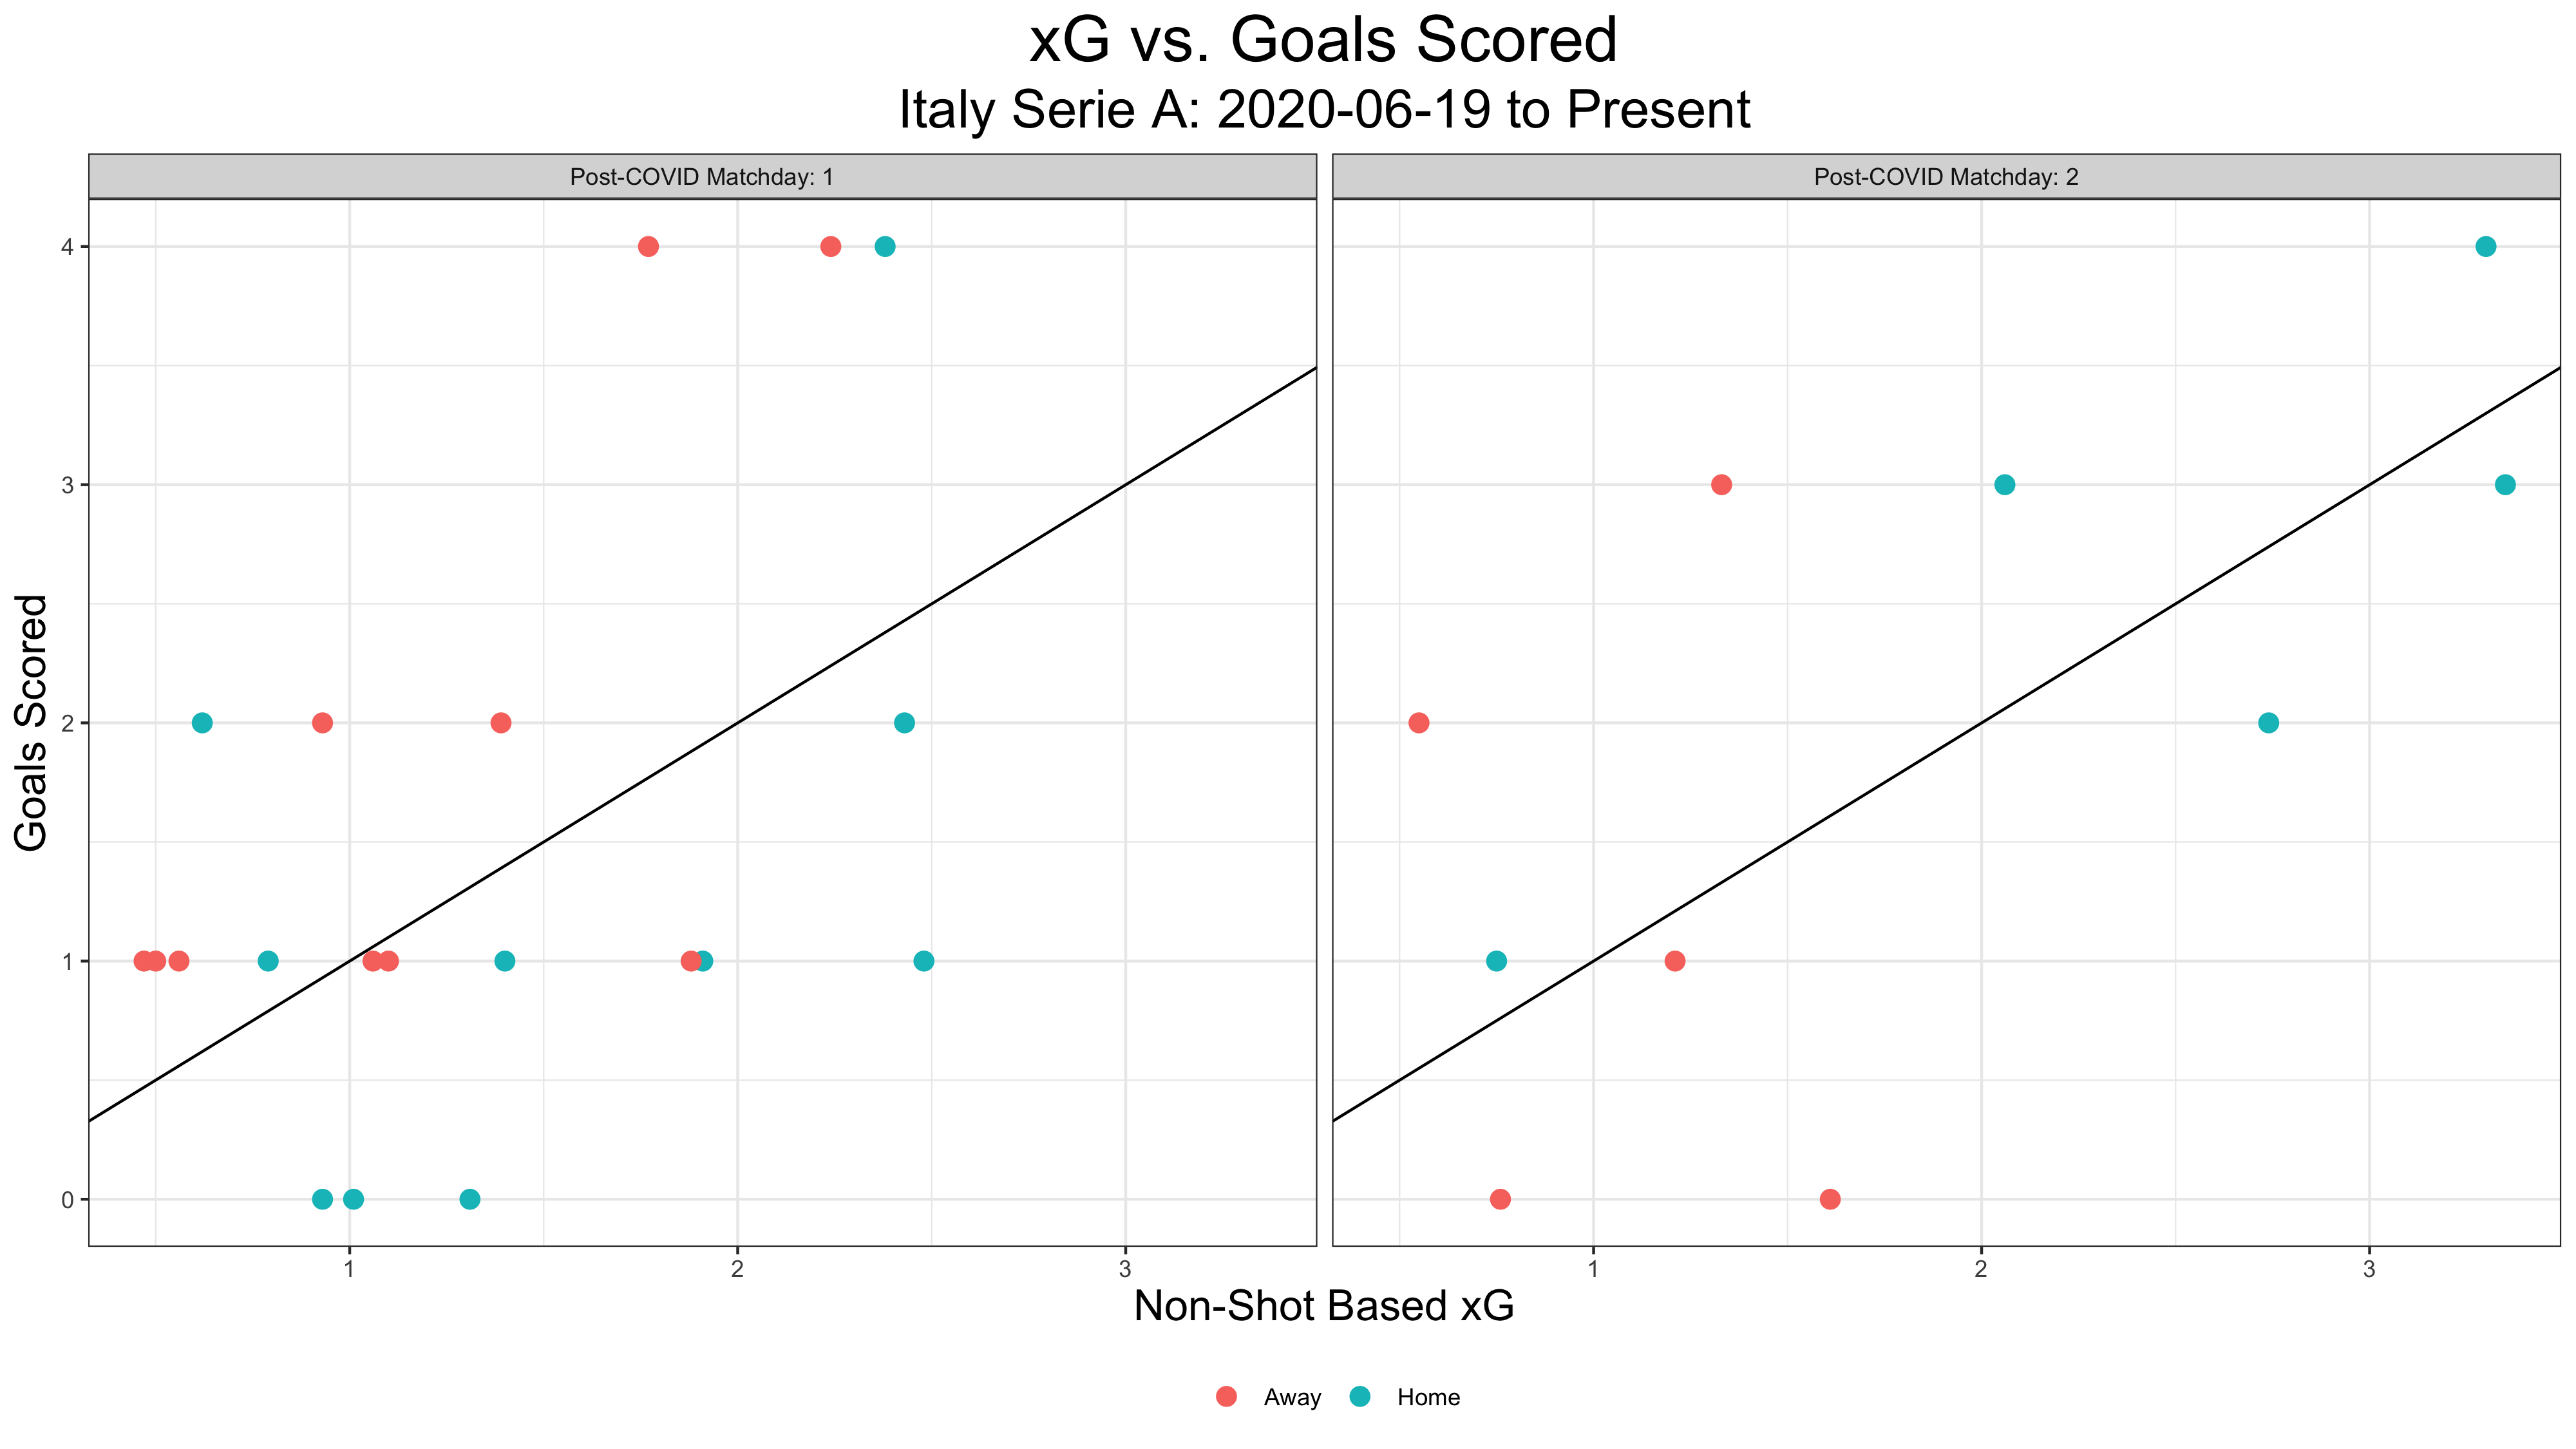 xG vs. Goals Scored
Italy Serie A: 2020-06-19 to Present
Post-COVID Matchday: 1
Post-COVID Matchday: 2
Goals Scored
4
3
2
1
0
1
2
3
1
2
3
Non-Shot Based xG
Away
Home